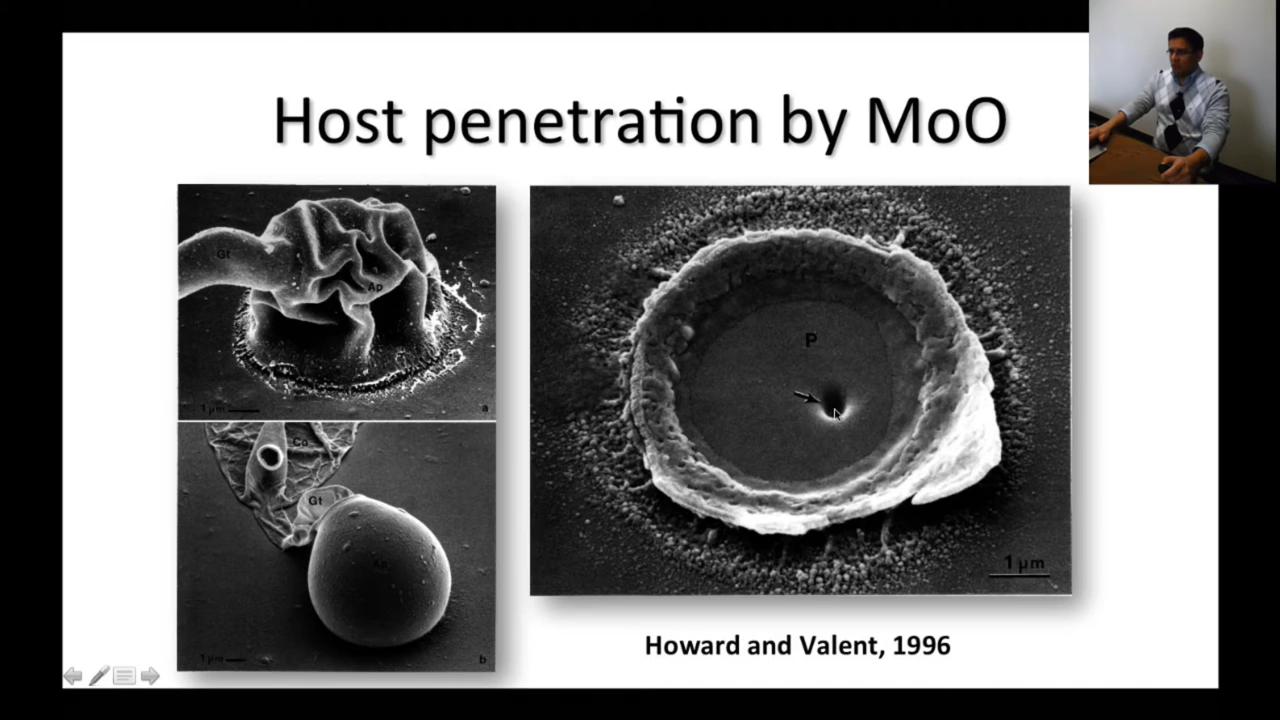 Host penetration by MoO
Gt
Ap
1 µm
a
Co
Gt
Ap
1 µm
b
P
1 µm
Howard and Valent, 1996